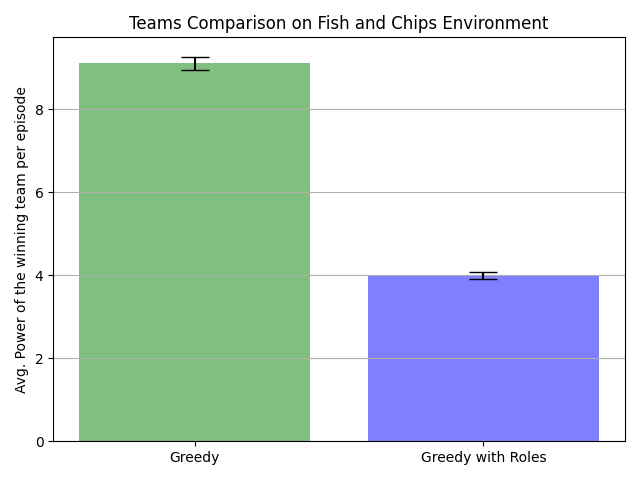 Teams Comparison on Fish and Chips Environment
Avg. Power of the winning team per episode
8
6
4
2
0
Greedy
Greedy with Roles